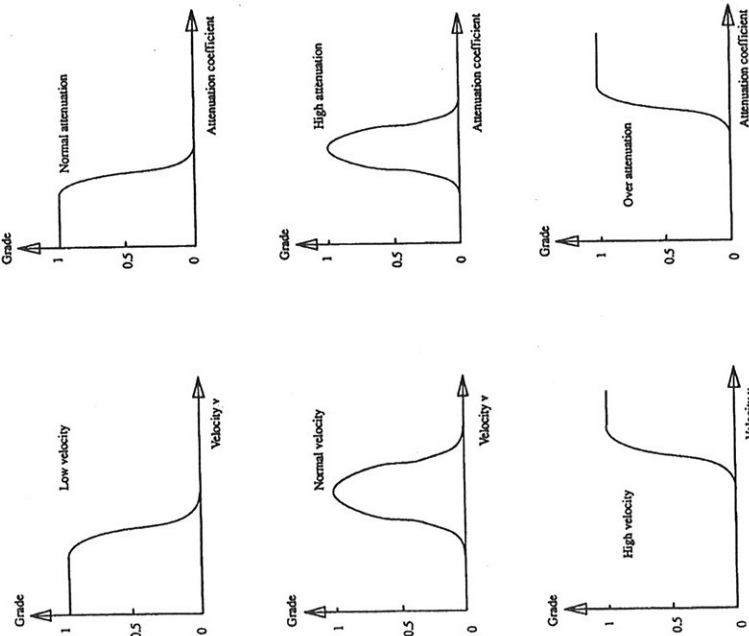 Grade
1
Low velocity
0.5
0
Velocity v
Grade
1
Normal attenuation
0.5
0
Attenuation coefficient
Grade
1
Normal velocity
0.5
0
Velocity v
Grade
1
High attenuation
0.5
0
Attenuation coefficient
Grade
1
High velocity
0.5
0
Grade
1
Over attenuation
0.5
0
Attenuation coefficient